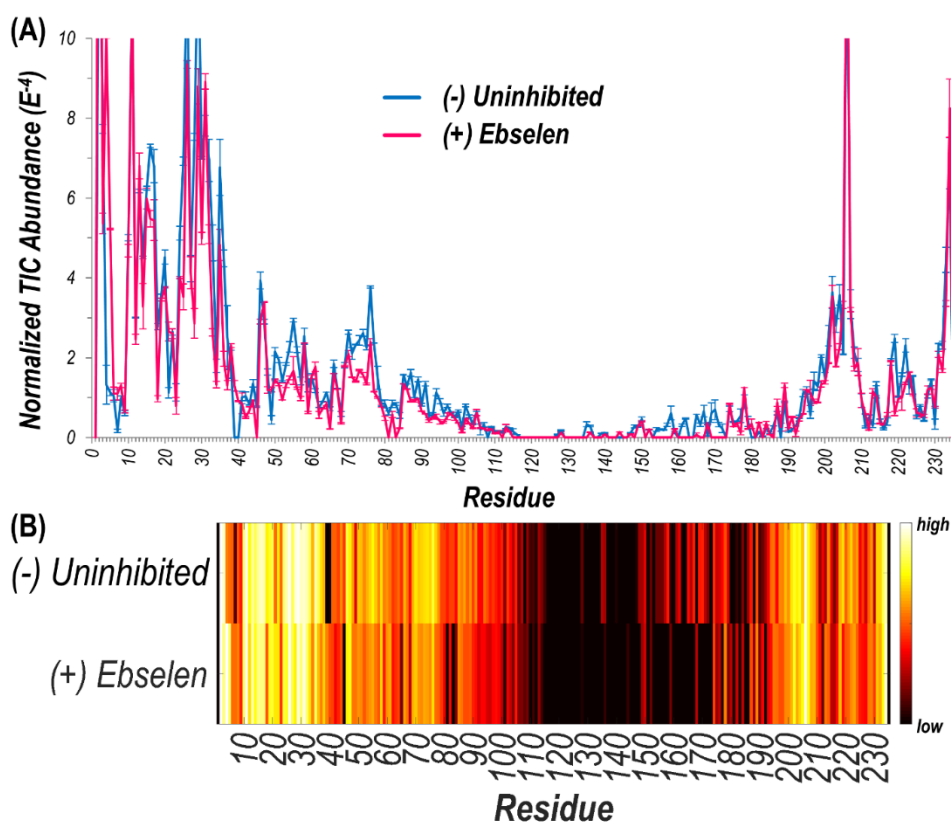 (A)
Normalized TIC Abundance (E-4)
10
8
6
4
2
0
(-) Uninhibited
(+) Ebselen
0 10 20 30 40 50 60 70 80 90 100 110 120 130 140 150 160 170 180 190 200 210 220 230
Residue
(B)
(-) Uninhibited
(+) Ebselen
high
low
10 20 30 40 50 60 70 80 90 100 110 120 130 140 150 160 170 180 190 200 210 220 230
Residue